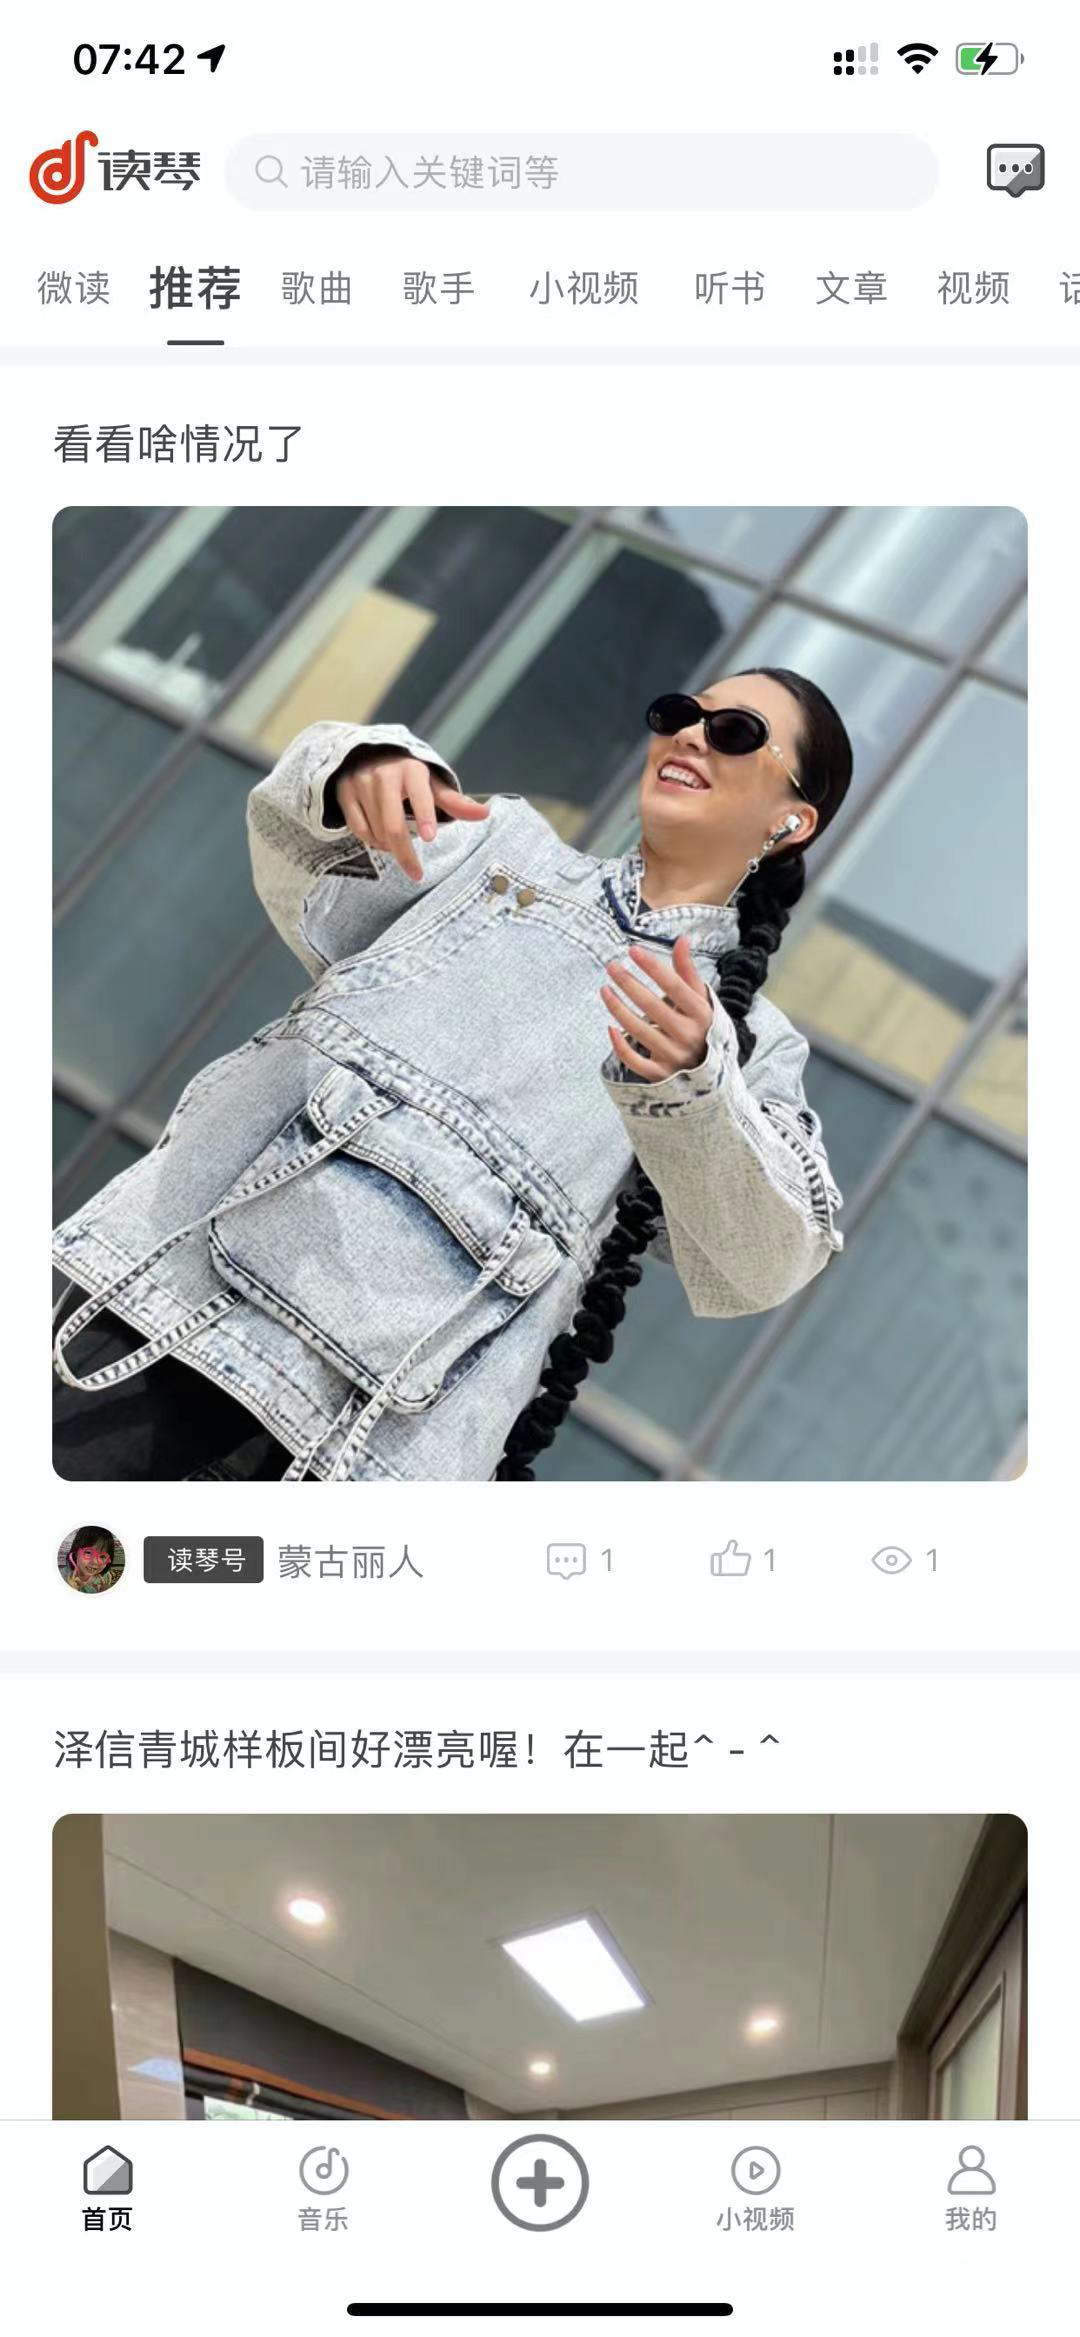 07:42
读琴
请输入关键词等
微读 推荐 歌曲 歌手 小视频 听书 文章 视频
看看啥情况了
读琴号 蒙古丽人 1 1 1
泽信青城样板间好漂亮喔！在一起^ - ^
首页 音乐 小视频 我的